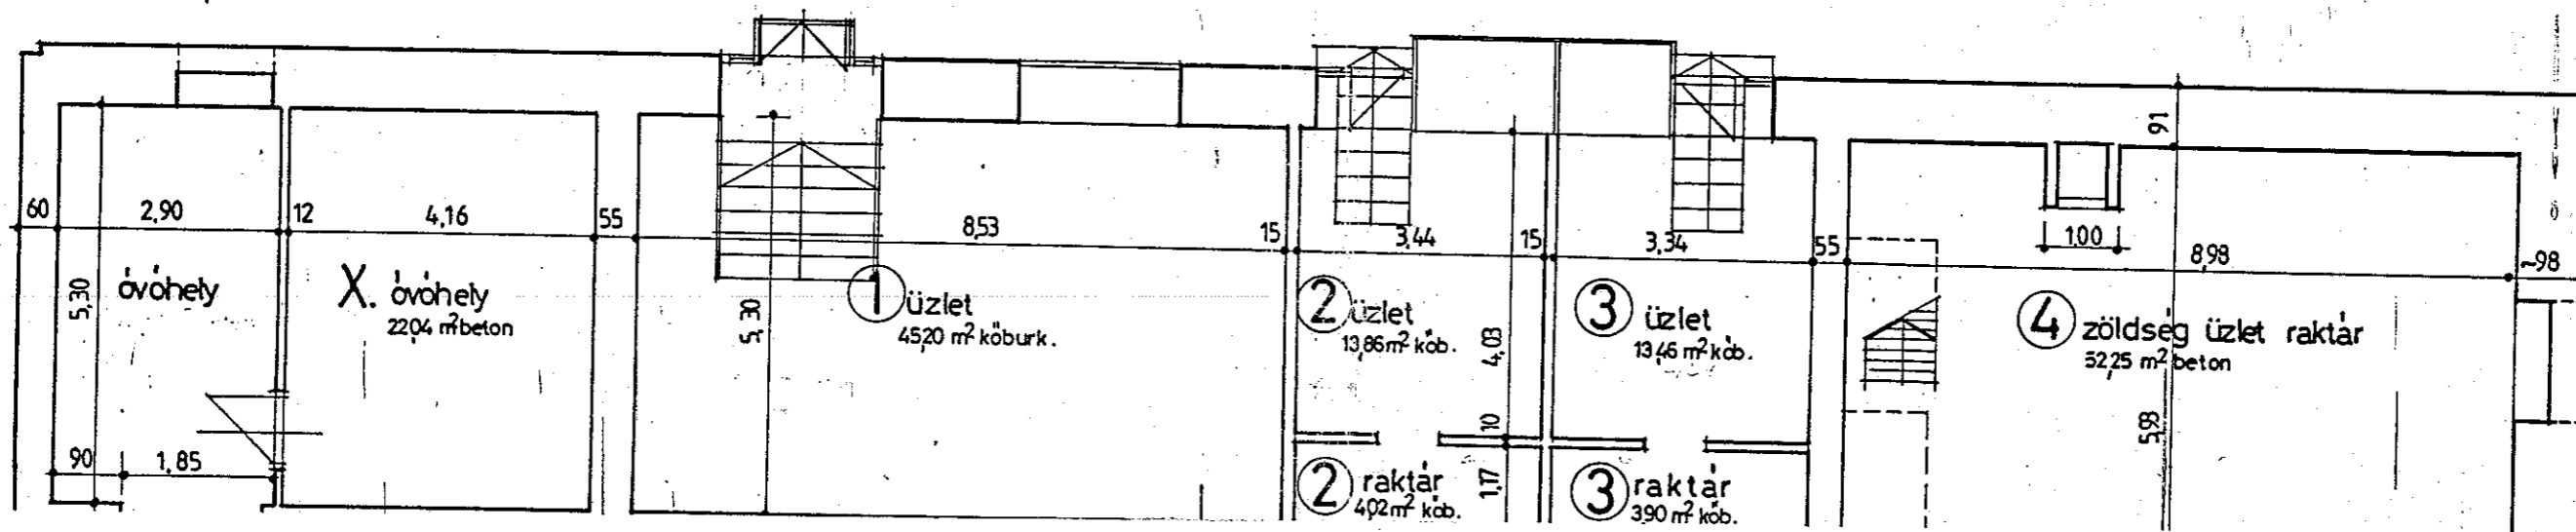 91
60
2,90
12
4,16
55
8,53
15
3,44
15
3,34
55
1,00
8,98
~98
5,30
óvóhely
X. óvóhely
22,04 m² beton
5,30
1 üzlet
45,20 m² kőburk.
2 üzlet
13,86 m² kőb.
4,03
3 üzlet
13,46 m² kőb.
4 zöldség üzlet raktár
52,25 m² beton
5,93
90
1,85
10
1,17
2 raktár
4,02 m² kőb.
3 raktár
3,90 m² kőb.